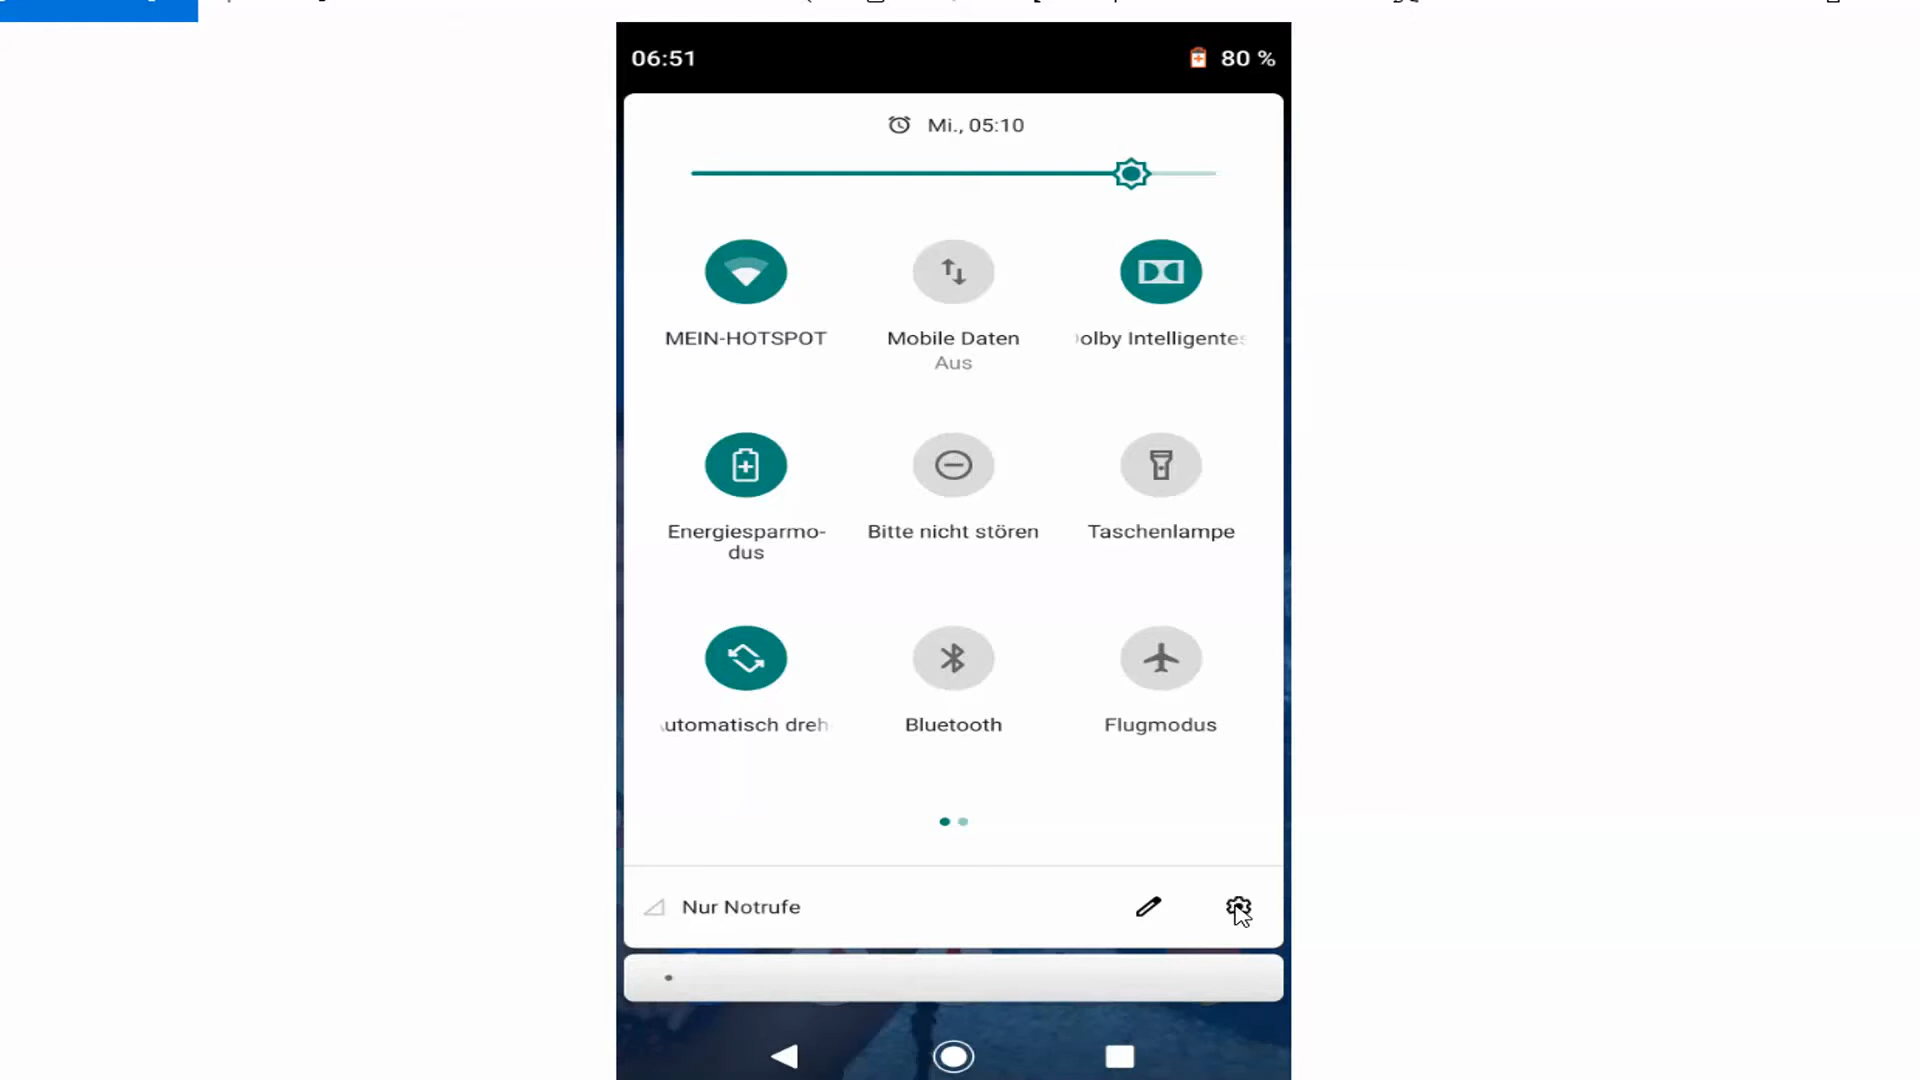 06:51
80 %
Mi., 05:10
MEIN-HOTSPOT
Mobile Daten
Aus
olby Intelligentes
Energiesparmo-
dus
Bitte nicht stören
Taschenlampe
utomatisch dreh
Bluetooth
Flugmodus
Nur Notrufe